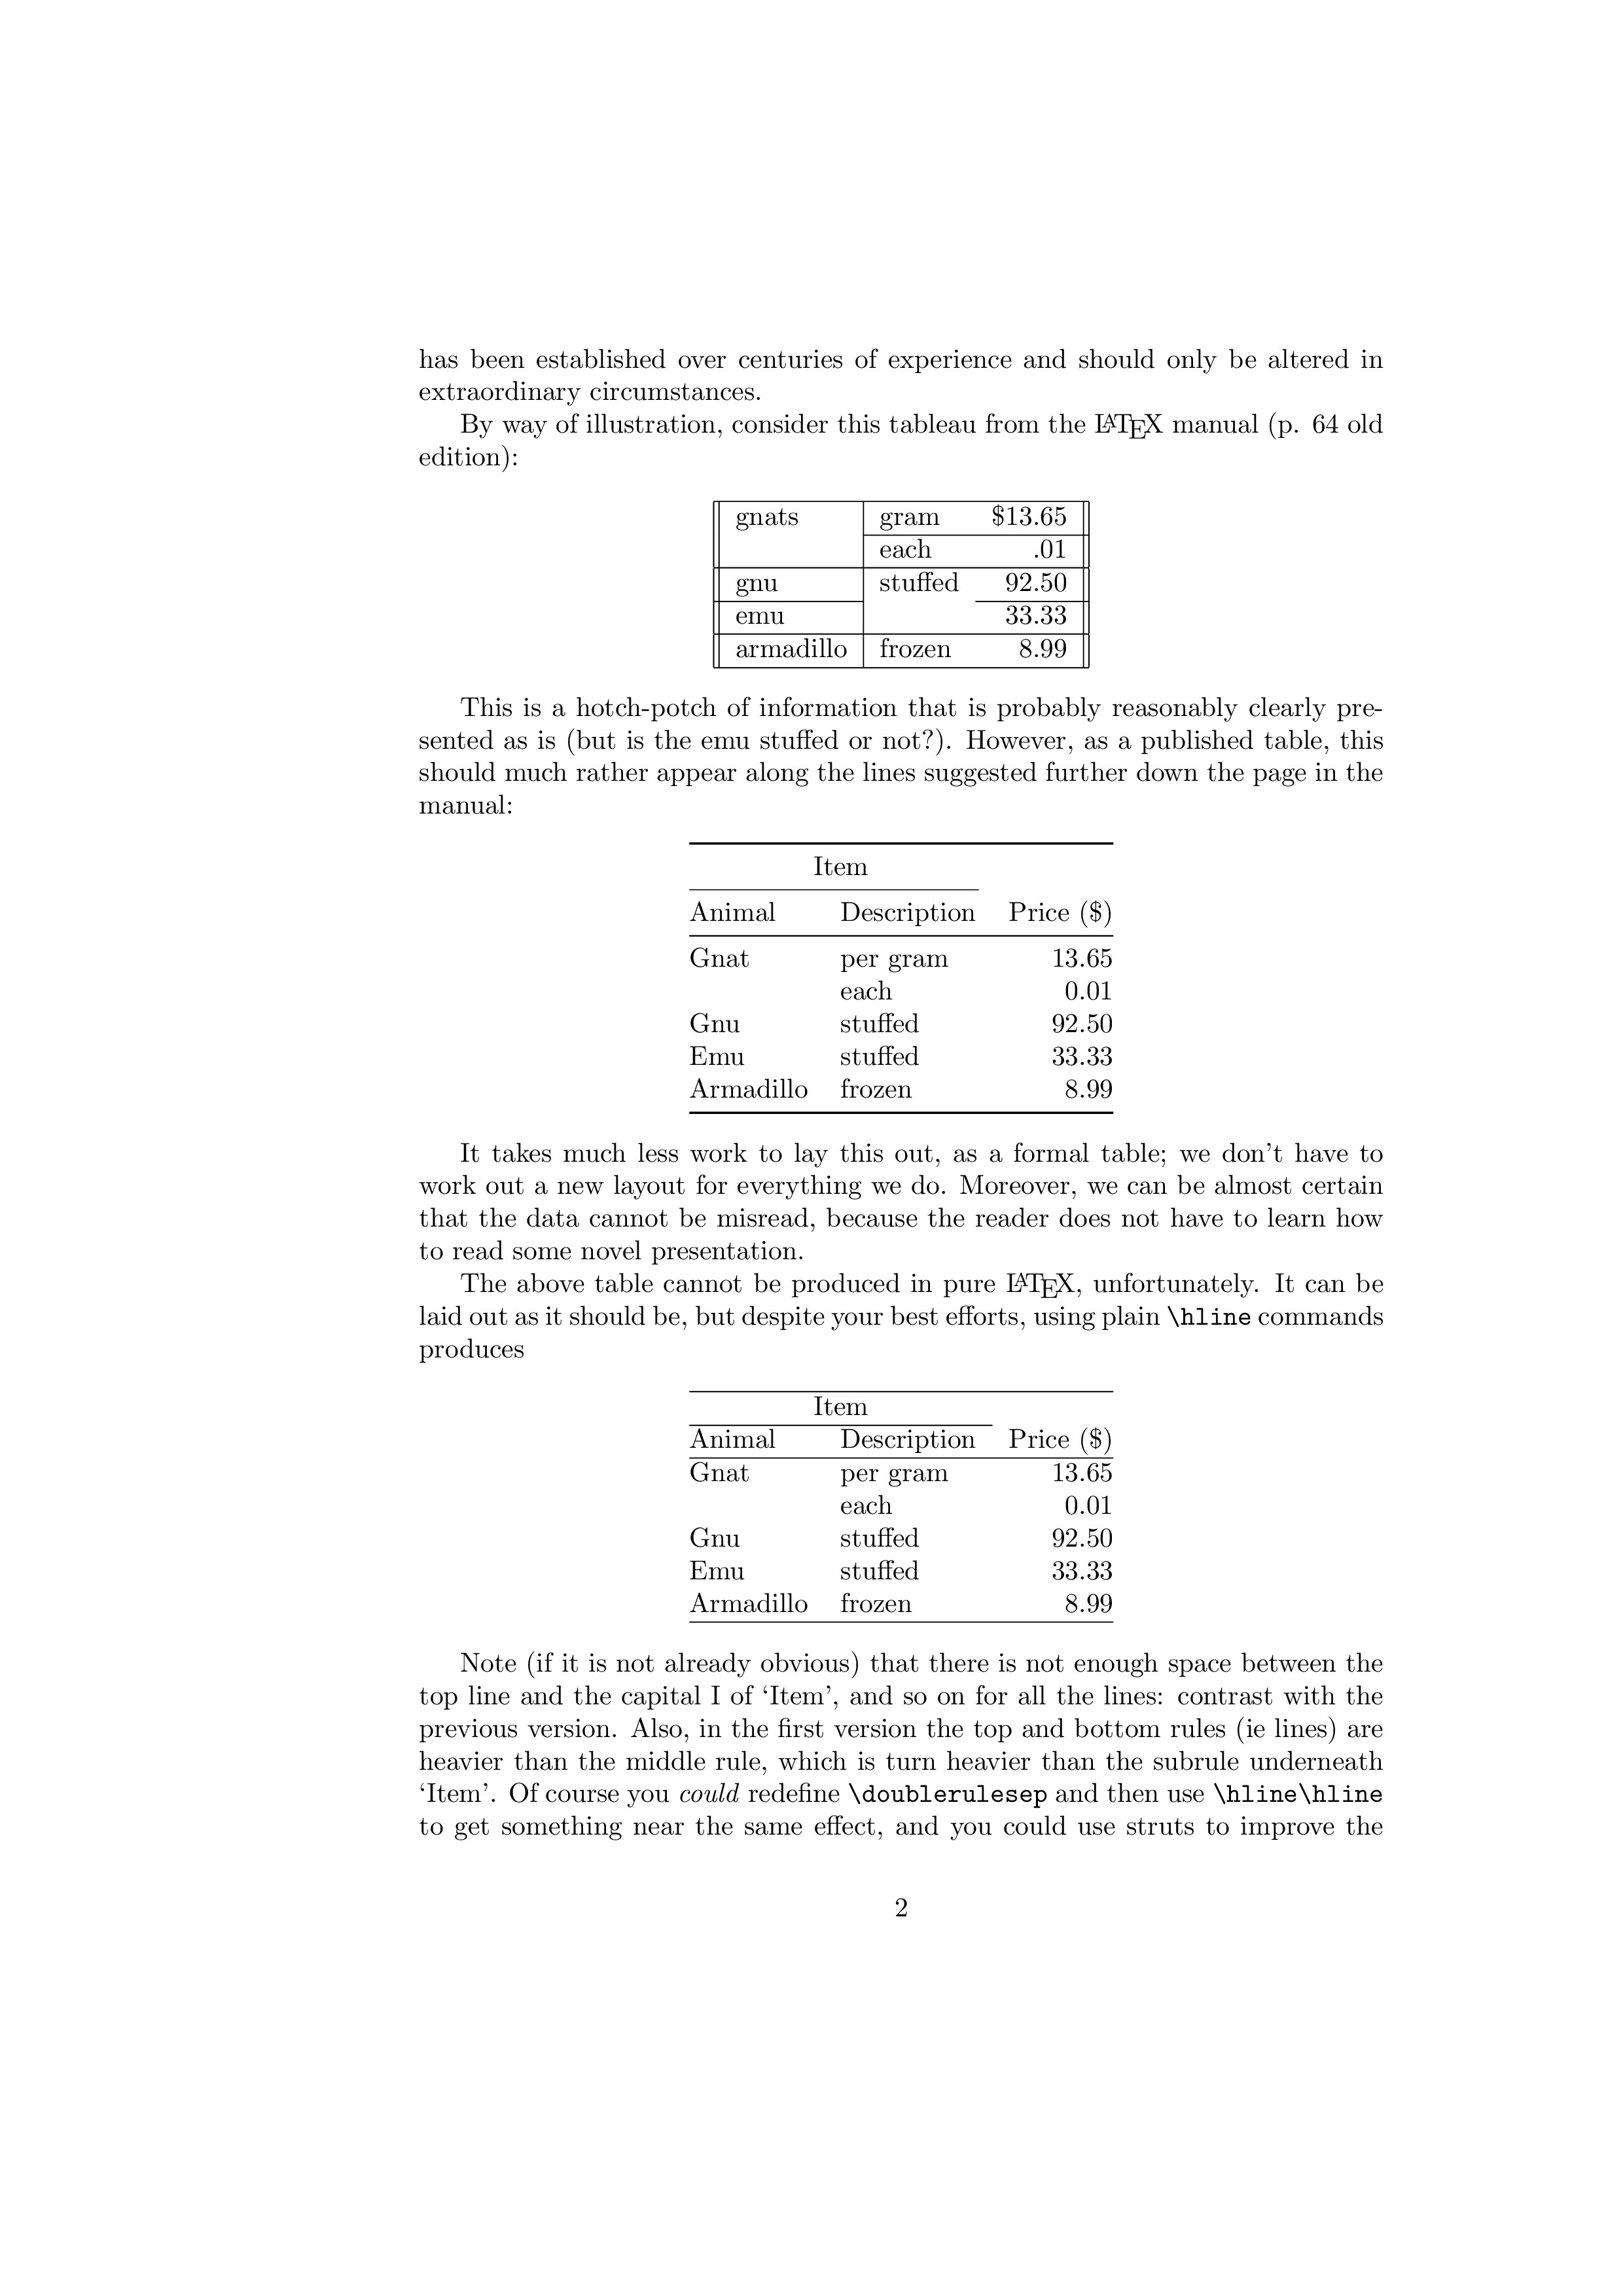 has been established over centuries of experience and should only be altered in
extraordinary circumstances.
By way of illustration, consider this tableau from the LATEX manual (p. 64 old
edition):
gnats gram $13.65
each .01
gnu stuffed 92.50
emu 33.33
armadillo frozen 8.99
This is a hotch-potch of information that is probably reasonably clearly pre-
sented as is (but is the emu stuffed or not?). However, as a published table, this
should much rather appear along the lines suggested further down the page in the
manual:
Item
Animal Description Price ($)
Gnat per gram 13.65
each 0.01
Gnu stuffed 92.50
Emu stuffed 33.33
Armadillo frozen 8.99
It takes much less work to lay this out, as a formal table; we don't have to
work out a new layout for everything we do. Moreover, we can be almost certain
that the data cannot be misread, because the reader does not have to learn how
to read some novel presentation.
The above table cannot be produced in pure LATEX, unfortunately. It can be
laid out as it should be, but despite your best efforts, using plain \hline commands
produces
Item
Animal Description Price ($)
Gnat per gram 13.65
each 0.01
Gnu stuffed 92.50
Emu stuffed 33.33
Armadillo frozen 8.99
Note (if it is not already obvious) that there is not enough space between the
top line and the capital I of ‘Item’, and so on for all the lines: contrast with the
previous version. Also, in the first version the top and bottom rules (ie lines) are
heavier than the middle rule, which is turn heavier than the subrule underneath
‘Item’. Of course you could redefine \doublerulesep and then use \hline\hline
to get something near the same effect, and you could use struts to improve the
2